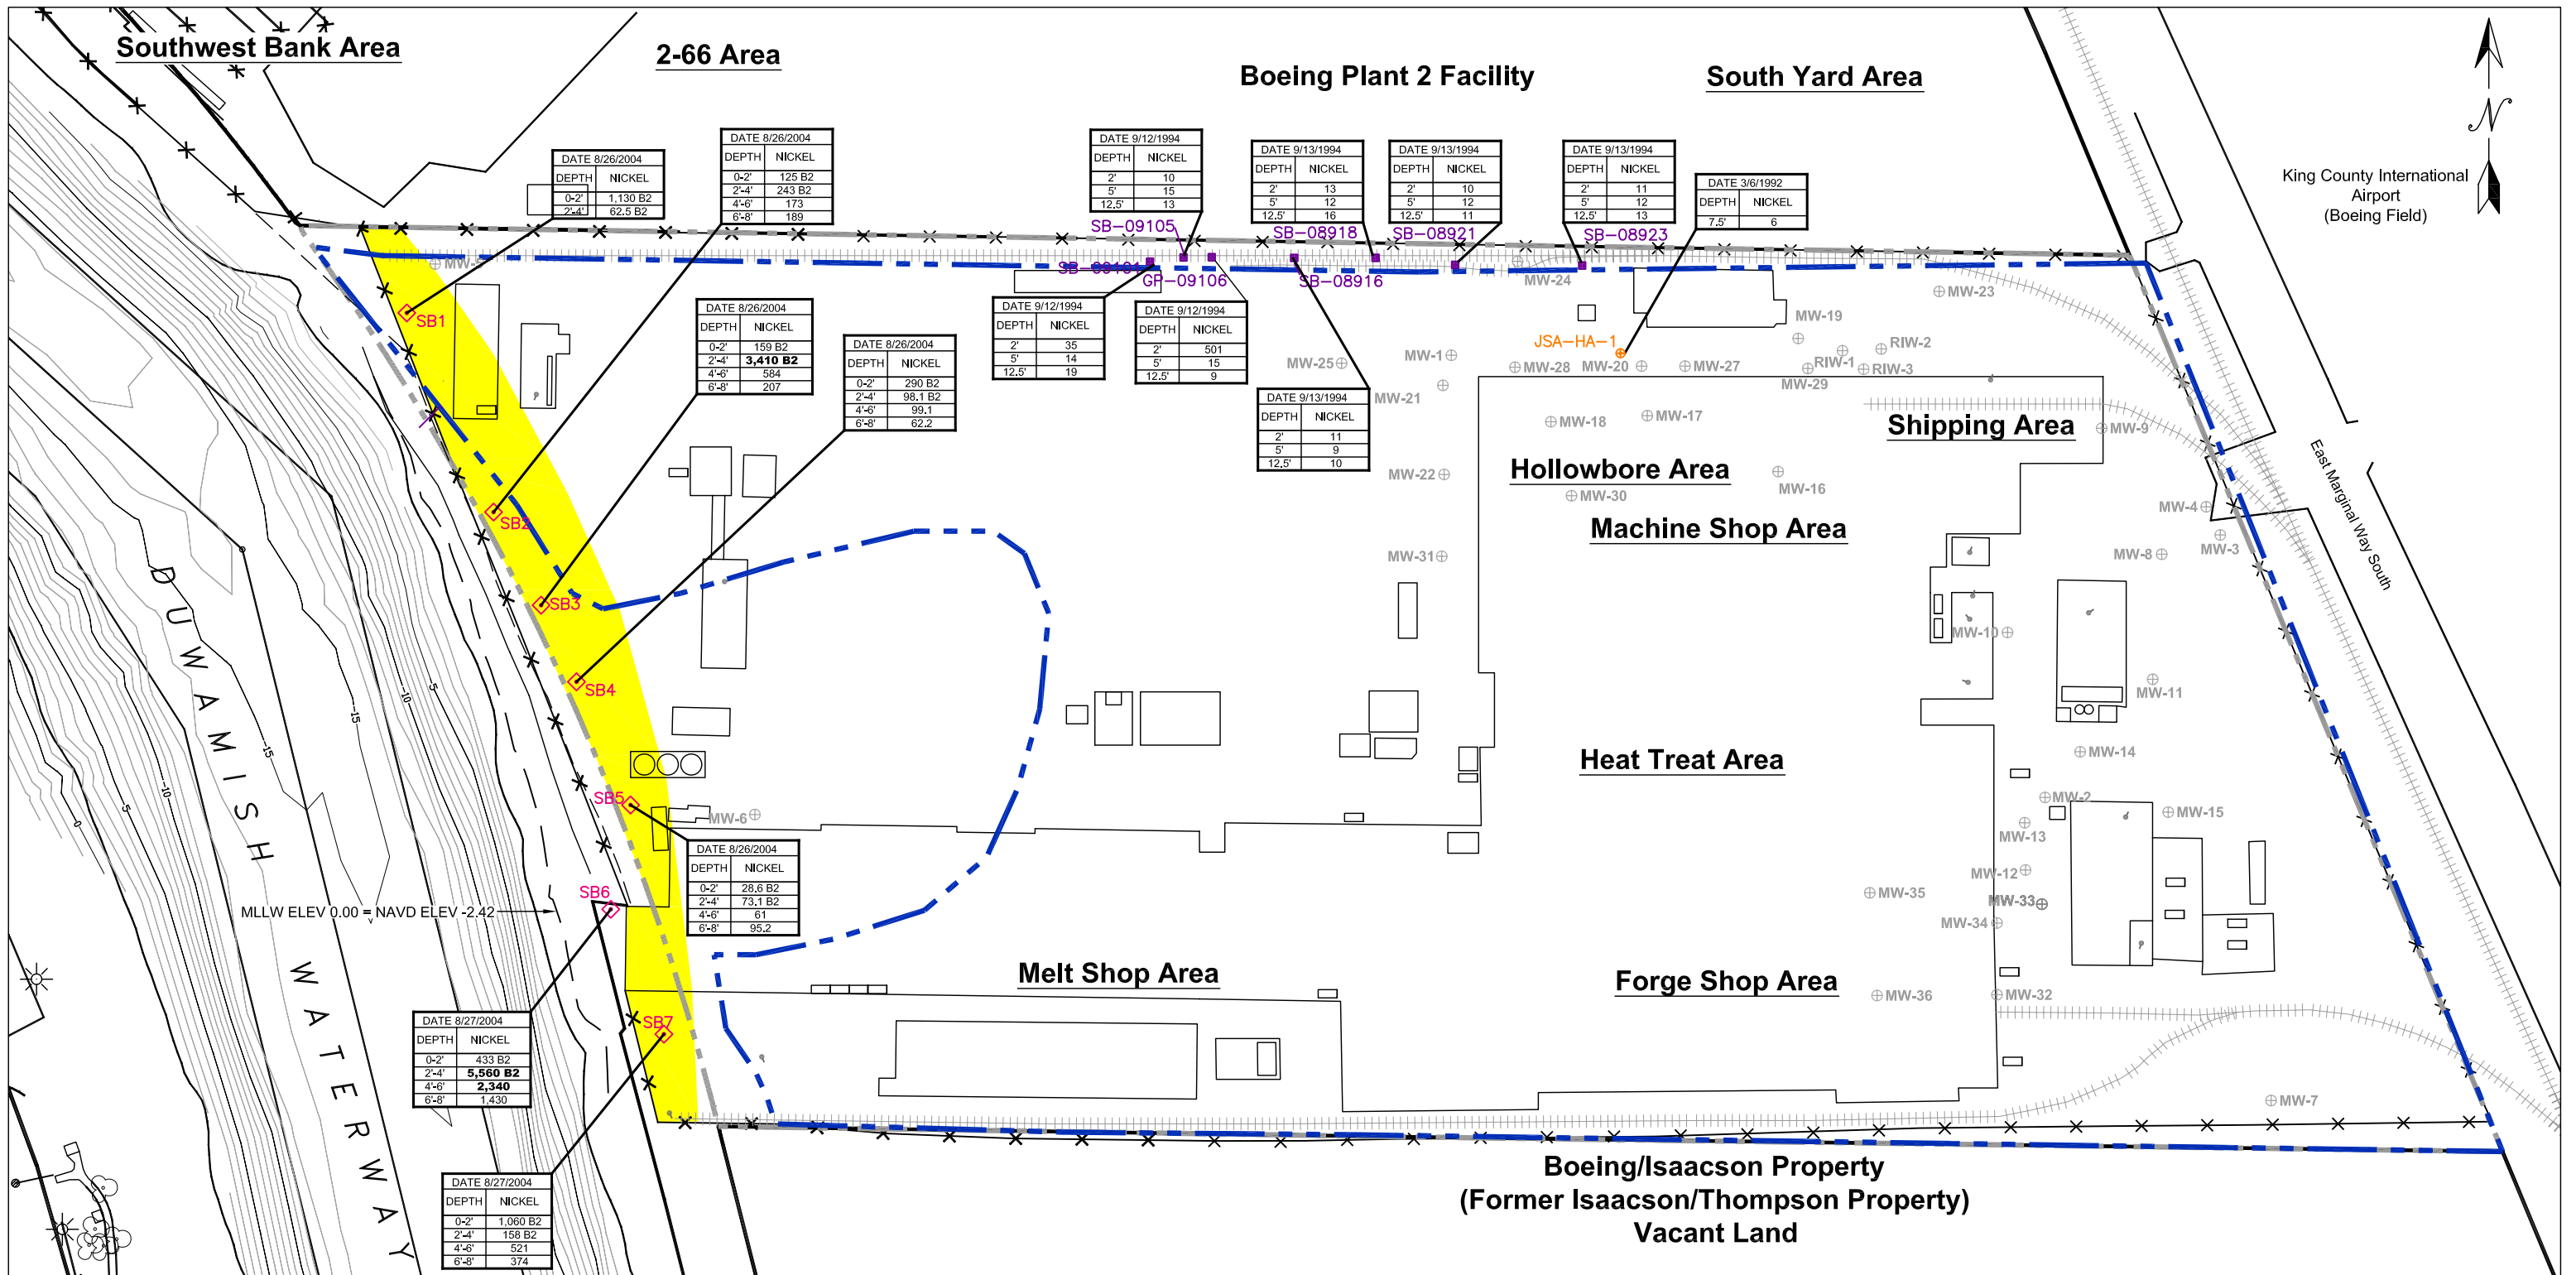 Southwest Bank Area
2-66 Area
Boeing Plant 2 Facility
South Yard Area
N
King County International
Airport
(Boeing Field)
East Marginal Way South
DATE 8/26/2004
DEPTH NICKEL
0-2' 1,130 B2
2'-4' 62.5 B2
DATE 8/26/2004
DEPTH NICKEL
0-2' 125 B2
2'-4' 243 B2
4'-6' 173
6'-8' 189
DATE 9/12/1994
DEPTH NICKEL
2' 10
5' 15
12.5' 13
DATE 9/13/1994
DEPTH NICKEL
2' 13
5' 12
12.5' 16
DATE 9/13/1994
DEPTH NICKEL
2' 10
5' 12
12.5' 11
DATE 9/13/1994
DEPTH NICKEL
2' 11
5' 12
12.5' 13
DATE 3/6/1992
DEPTH NICKEL
7.5' 6
SB-09105
SB-08918
SB-08921
SB-08923
GP-09106
SB-08916
DATE 8/26/2004
DEPTH NICKEL
0-2' 159 B2
2'-4' 3,410 B2
4'-6' 584
6'-8' 207
DATE 8/26/2004
DEPTH NICKEL
0-2' 290 B2
2'-4' 98.1 B2
4'-6' 99.1
6'-8' 62.2
DATE 9/12/1994
DEPTH NICKEL
2' 35
5' 14
12.5' 19
DATE 9/12/1994
DEPTH NICKEL
2' 501
5' 15
12.5' 9
DATE 9/13/1994
DEPTH NICKEL
2' 11
5' 9
12.5' 10
JSA-HA-1
SB1
SB2
SB3
SB4
SB5
SB6
SB7
MW-24
MW-23
MW-19
MW-25
MW-1
MW-28
MW-20
MW-27
RIW-1
RIW-2
RIW-3
MW-29
MW-21
MW-18
MW-17
MW-9
Shipping Area
Hollowbore Area
MW-22
MW-16
MW-30
MW-4
Machine Shop Area
MW-3
MW-31
MW-8
MW-10
MW-11
MW-14
Heat Treat Area
MW-2
MW-15
MW-6
MW-13
MW-12
MW-35
MW-33
MW-34
Melt Shop Area
Forge Shop Area
MW-36
MW-32
MW-7
DATE 8/26/2004
DEPTH NICKEL
0-2' 28.6 B2
2'-4' 73.1 B2
4'-6' 61
6'-8' 95.2
MLLW ELEV 0.00 = NAVD ELEV -2.42
DUWAMISH WATERWAY
-15
-10
-5
-15
-10
-5
0
DATE 8/27/2004
DEPTH NICKEL
0-2' 433 B2
2'-4' 5,560 B2
4'-6' 2,340
6'-8' 1,430
DATE 8/27/2004
DEPTH NICKEL
0-2' 1,060 B2
2'-4' 158 B2
4'-6' 521
6'-8' 374
Boeing/Isaacson Property
(Former Isaacson/Thompson Property)
Vacant Land